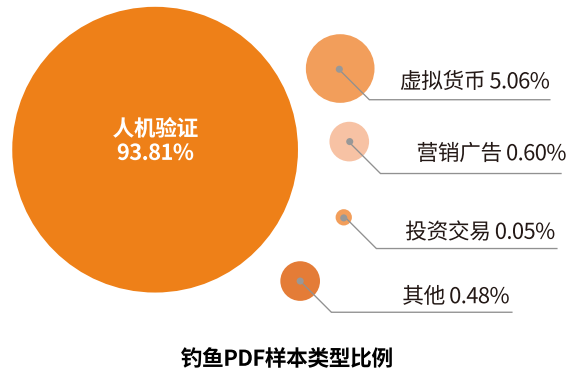 人机验证
93.81%
虚拟货币 5.06%
营销广告 0.60%
投资交易 0.05%
其他 0.48%
钓鱼PDF样本类型比例